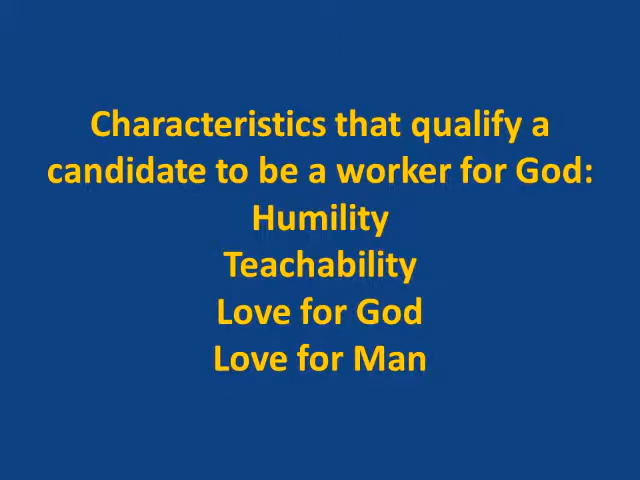 Characteristics that qualify a
candidate to be a worker for God:
Humility
Teachability
Love for God
Love for Man